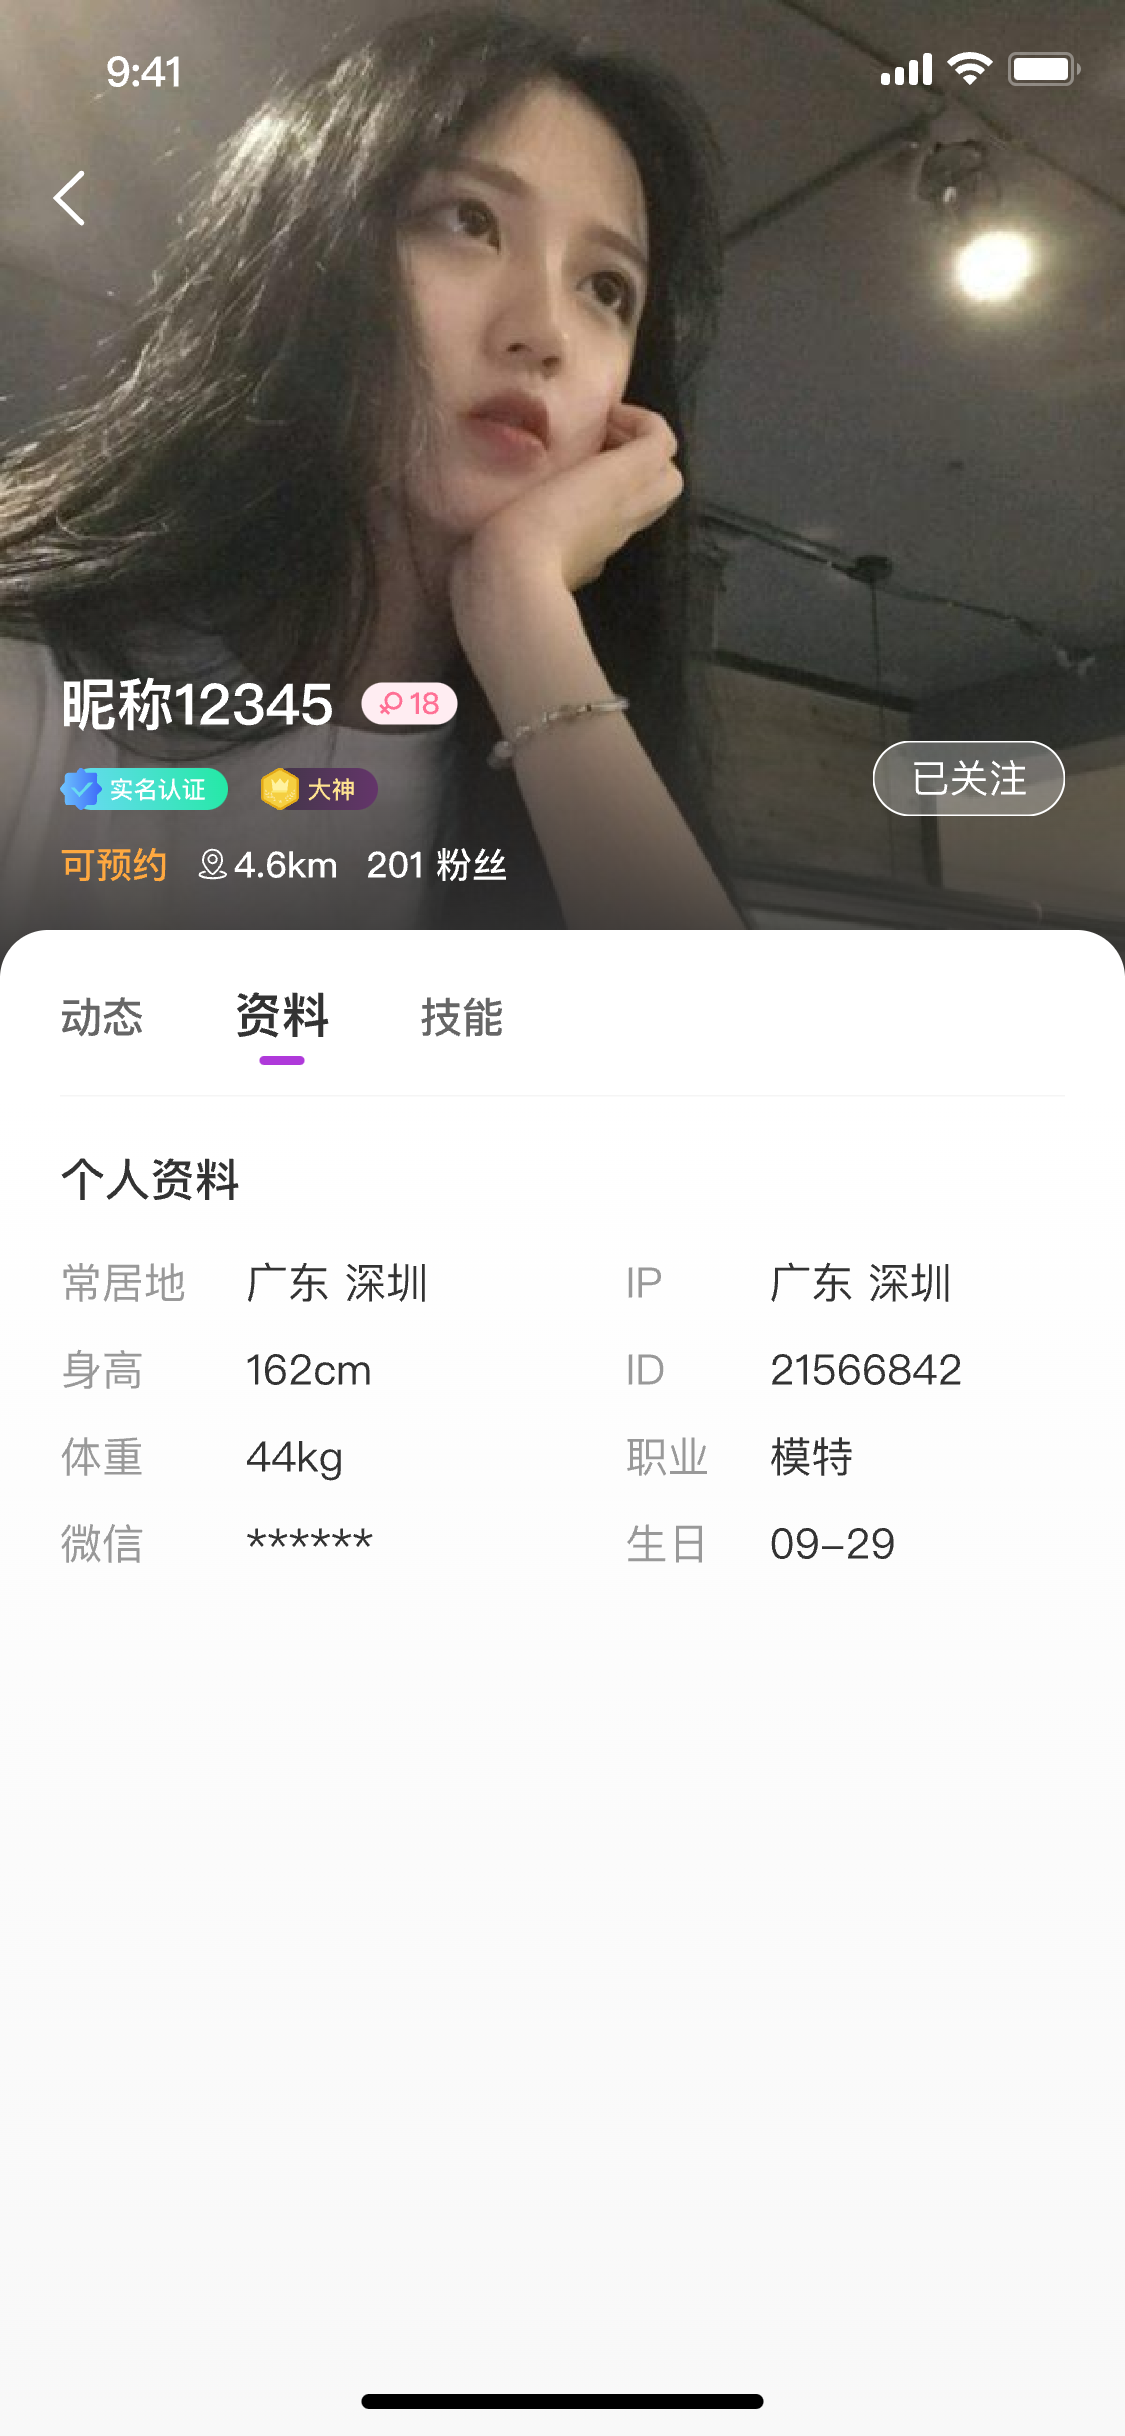 9:41
昵称12345 18
实名认证 大神
已关注
可预约 4.6km 201 粉丝
动态 资料 技能
个人资料
常居地 广东 深圳 IP 广东 深圳
身高 162cm ID 21566842
体重 44kg 职业 模特
微信 ****** 生日 09-29